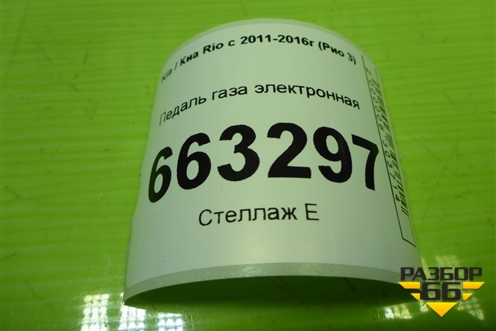 Kia / Киа Rio с 2011-2016г (Рио 3)
Педаль газа электронная
663297
Стеллаж Е
РАЗБОР
66